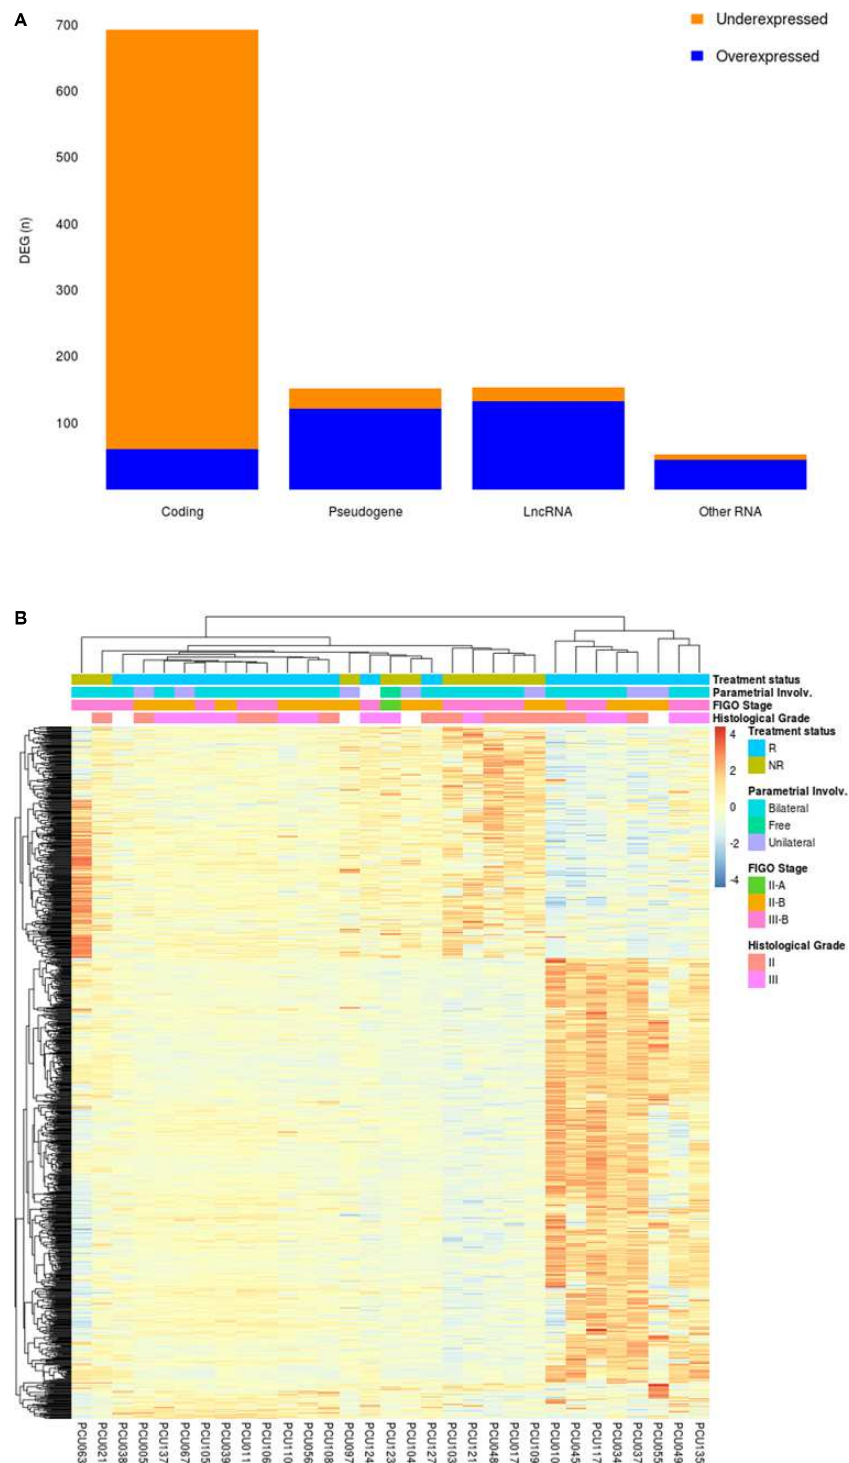 A
700
600
500
400
300
200
100
DEG (n)
Underexpressed
Overexpressed
Coding
Pseudogene
LncRNA
Other RNA
B
Treatment status
Parametrial Involv.
FIGO Stage
Histological Grade
4
2
0
-2
-4
Treatment status
R
NR
Parametrial Involv.
Bilateral
Free
Unilateral
FIGO Stage
II-A
II-B
III-B
Histological Grade
II
III
PCU063
PCU021
PCU038
PCU005
PCU137
PCU067
PCU105
PCU039
PCU011
PCU106
PCU110
PCU056
PCU108
PCU097
PCU124
PCU123
PCU104
PCU127
PCU103
PCU121
PCU048
PCU017
PCU109
PCU010
PCU045
PCU117
PCU034
PCU037
PCU055
PCU049
PCU135